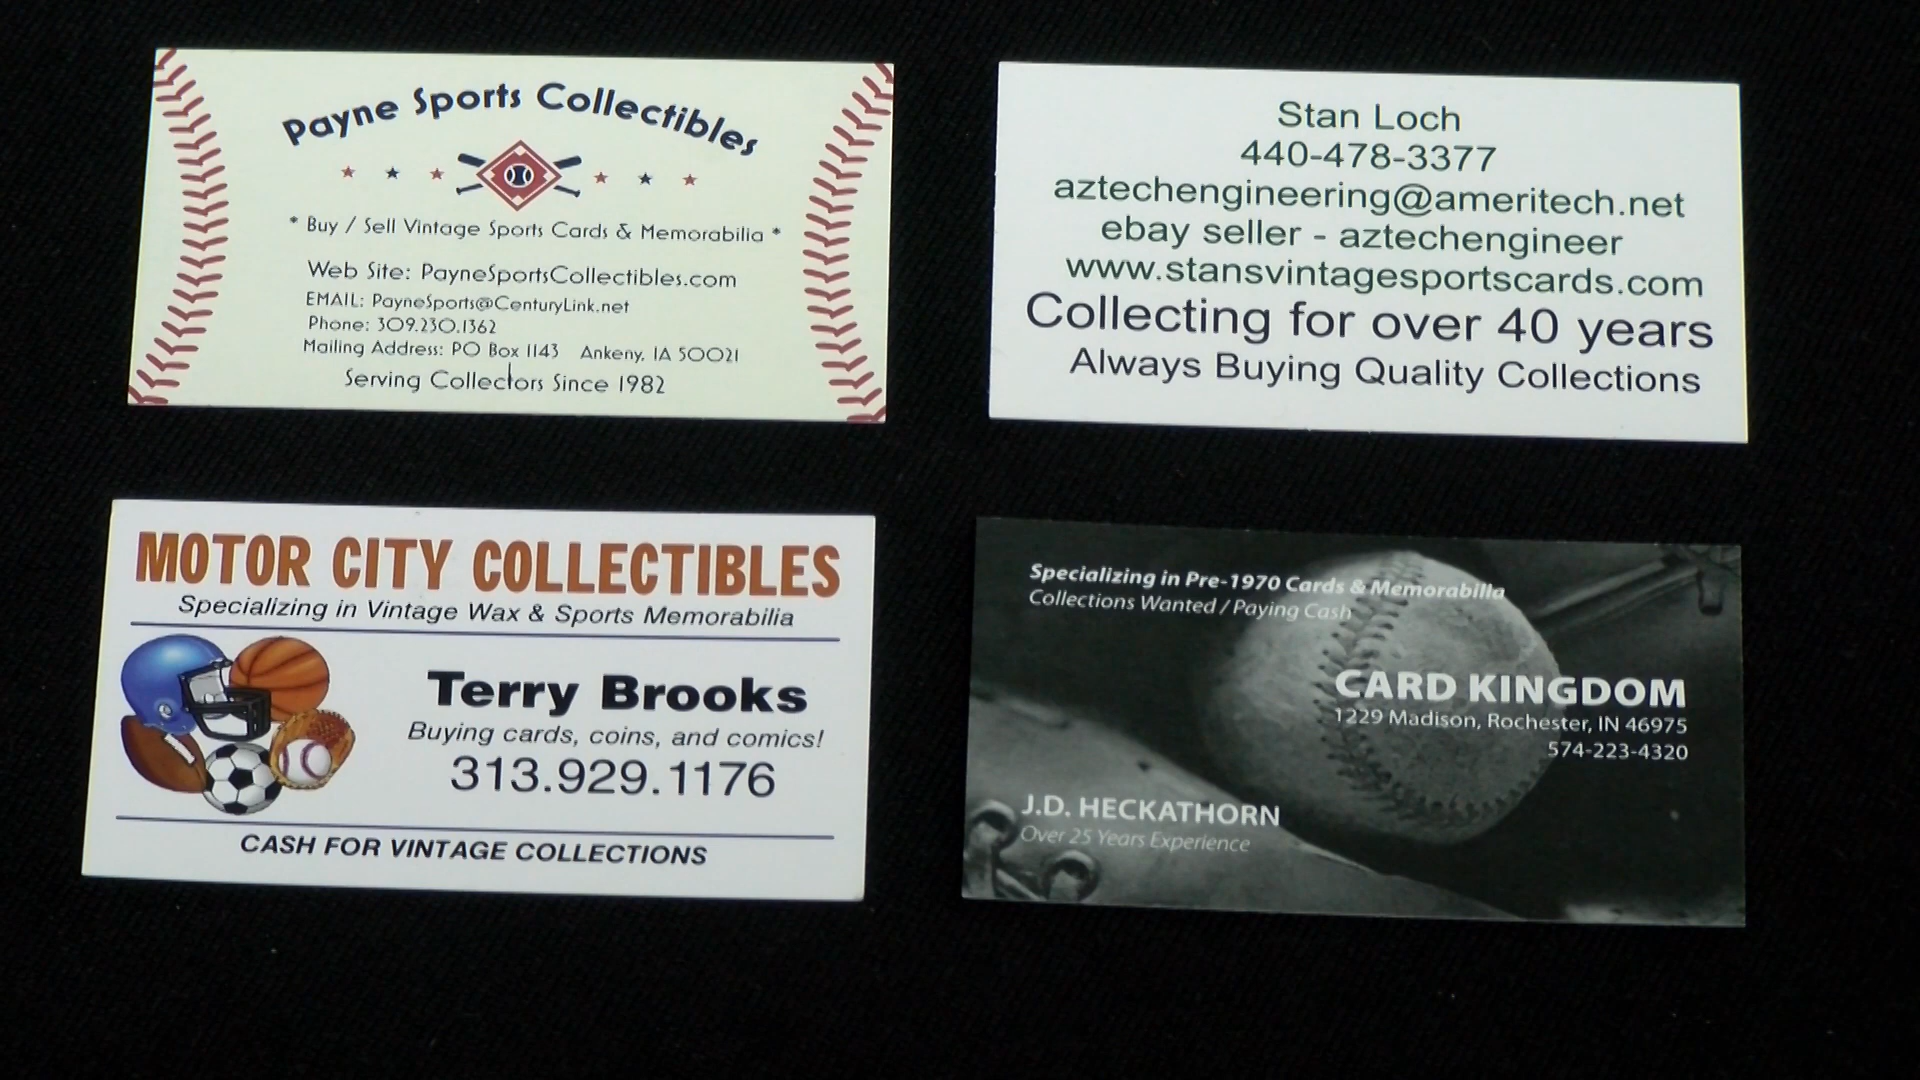 Payne Sports Collectibles
* Buy / Sell Vintage Sports Cards & Memorabilia *
Web Site: PayneSportsCollectibles.com
EMAIL: PayneSports@CenturyLink.net
Phone: 309.230.1362
Mailing Address: PO Box 1143 Ankeny, IA 50021
Serving Collectors Since 1982
Stan Loch
440-478-3377
aztechengineering@ameritech.net
ebay seller - aztechengineer
www.stansvintagesportscards.com
Collecting for over 40 years
Always Buying Quality Collections
MOTOR CITY COLLECTIBLES
Specializing in Vintage Wax & Sports Memorabilia
Terry Brooks
Buying cards, coins, and comics!
313.929.1176
CASH FOR VINTAGE COLLECTIONS
Specializing in Pre-1970 Cards & Memorabilia
Collections Wanted / Paying Cash
CARD KINGDOM
1229 Madison, Rochester, IN 46975
574-223-4320
J.D. HECKATHORN
Over 25 Years Experience